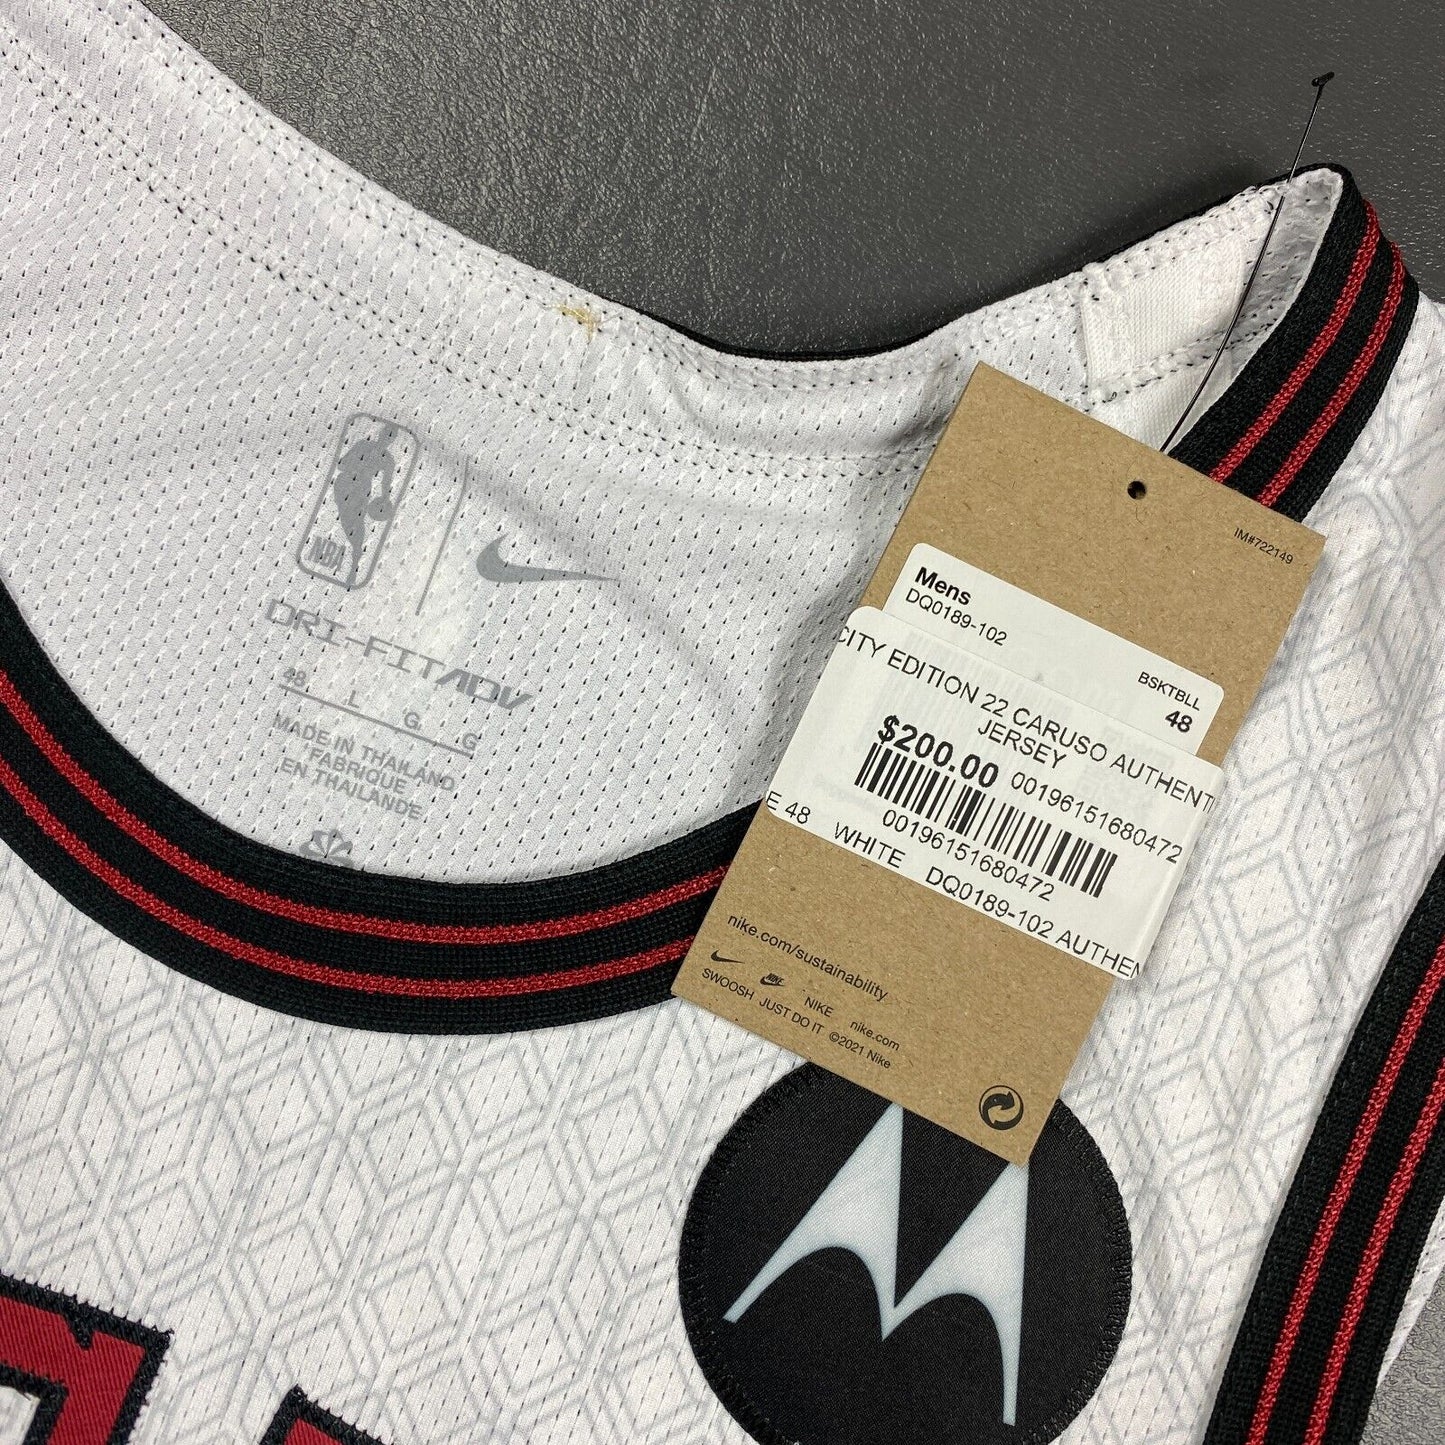 NBA
DRI-FIT ADV
48 L G G
MADE IN THAILAND
FABRIQUE
EN THAILANDE
IM#722149
Mens
DQ0189-102
BSKTBLL
48
CITY EDITION 22 CARUSO AUTHENTI
JERSEY
$200.00 00196151680472
00196151680472
E 48 WHITE DQ0189-102 AUTHEN
nike.com/sustainability
SWOOSH JUST DO IT NIKE nike.com
©2021 Nike